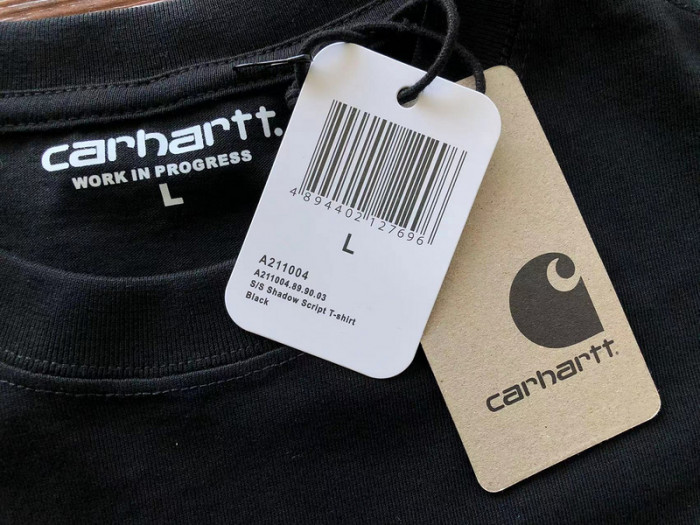 carhartt.
WORK IN PROGRESS
L
4894402127696
L
A211004
A211004.89.90.03
S/S Shadow Script T-shirt
Black
carhartt.